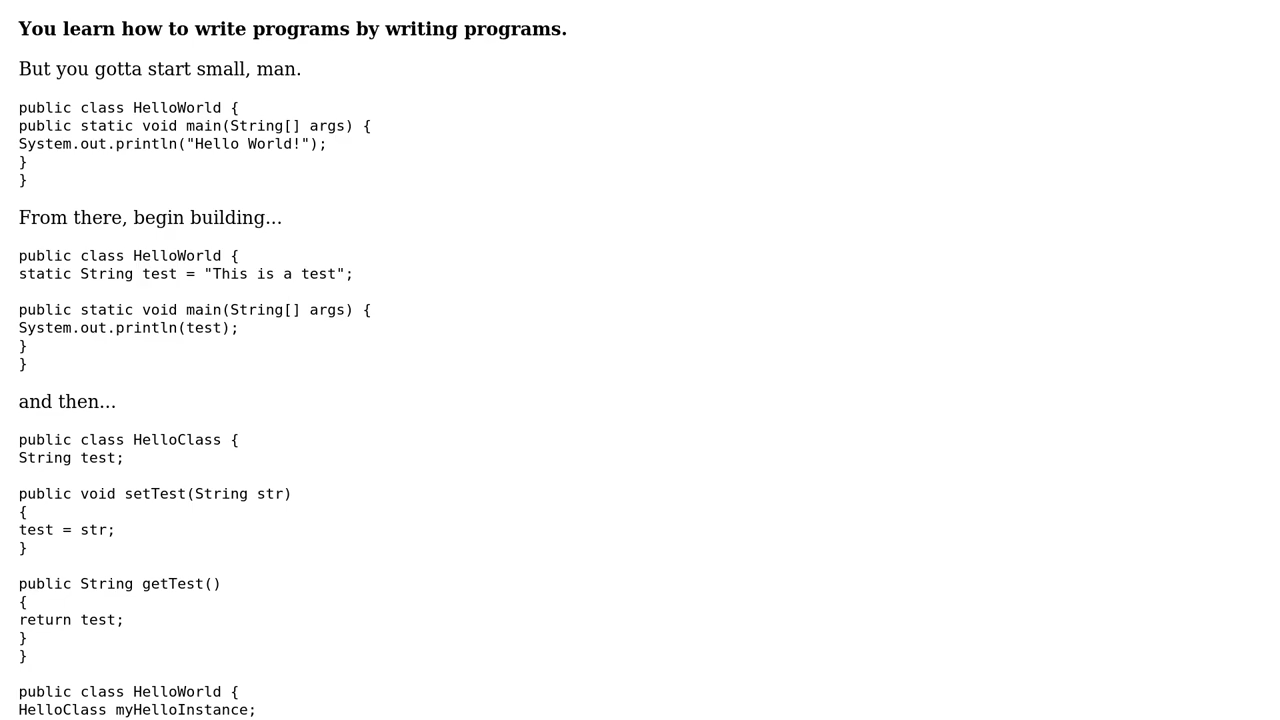 You learn how to write programs by writing programs.
But you gotta start small, man.
public class HelloWorld {
public static void main(String[] args) {
System.out.println("Hello World!");
}
}
From there, begin building...
public class HelloWorld {
static String test = "This is a test";
public static void main(String[] args) {
System.out.println(test);
}
}
and then...
public class HelloClass {
String test;
public void setTest(String str)
{
test = str;
}
public String getTest()
{
return test;
}
}
public class HelloWorld {
HelloClass myHelloInstance;